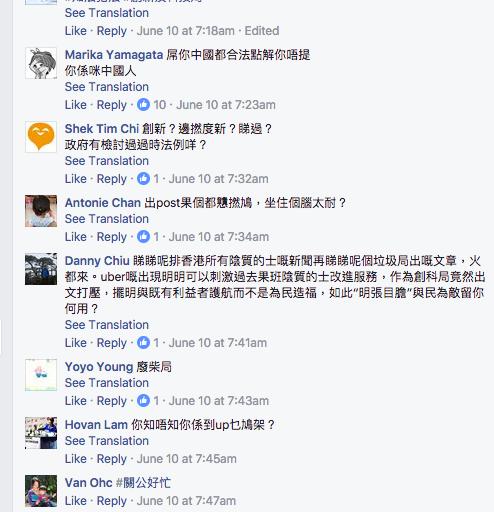 See Translation
Like · Reply · June 10 at 7:18am · Edited
Marika Yamagata 屌你中國都合法點解你唔提
你係咪中國人
See Translation
Like · Reply · 10 · June 10 at 7:23am
Shek Tim Chi 創新？邊撚度新？睇過？
政府有檢討過過時法例咩？
Like · Reply · 1 · June 10 at 7:32am
Antonie Chan 出post果個都戇撚鳩，坐住個腦太耐？
See Translation
Like · Reply · 1 · June 10 at 7:34am
Danny Chiu 睇睇呢排香港所有陰質的士嘅新聞再睇睇呢個垃圾局出嘅文章，火
都來。uber嘅出現明明可以刺激過去果班陰質的士改進服務，作為創科局竟然出
文打壓，擺明與既有利益者護航而不是為民造福，如此“明張目膽”與民為敵留你
何用？
See Translation
Like · Reply · 1 · June 10 at 7:41am
Yoyo Young 廢柴局
See Translation
Like · Reply · 1 · June 10 at 7:43am
Hovan Lam 你知唔知你係到up乜鳩架？
See Translation
Like · Reply · June 10 at 7:45am
Van Ohc #關公好忙
Like · Reply · June 10 at 7:47am